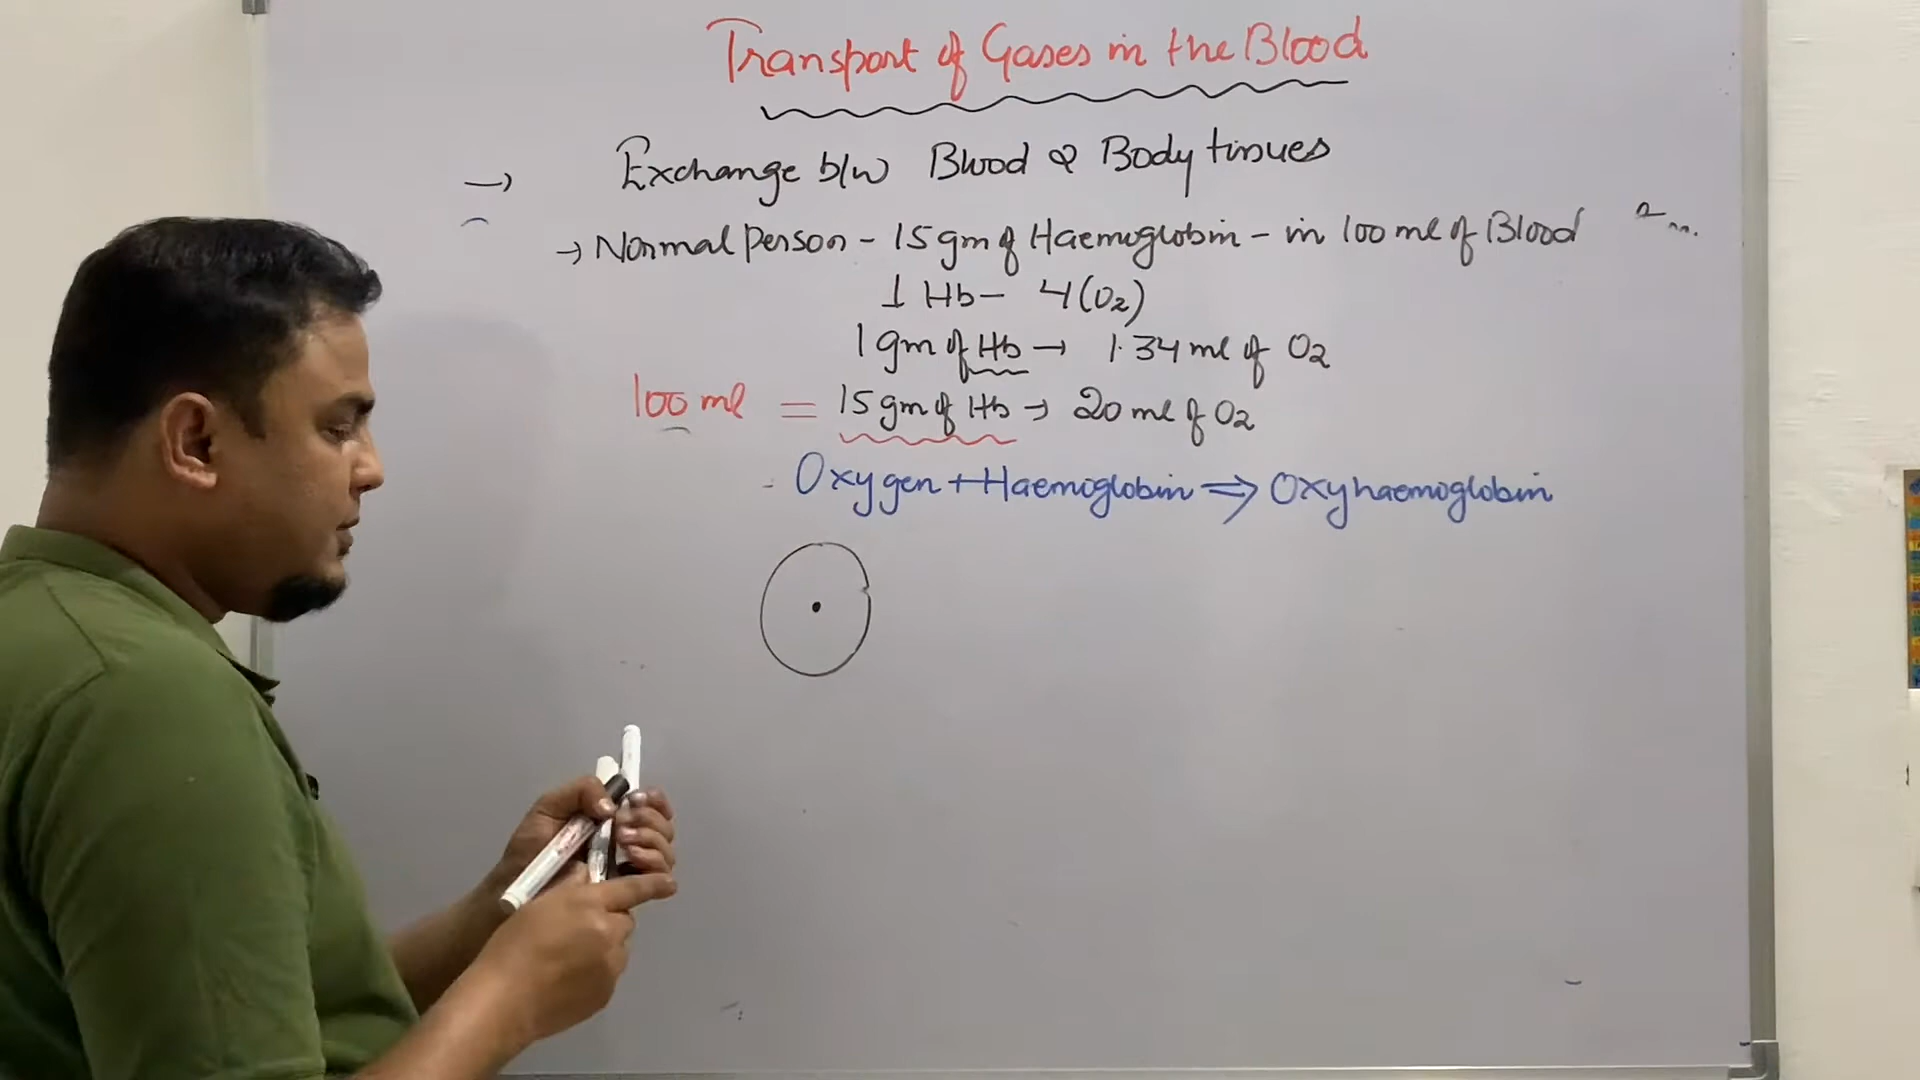 Transport of Gases in the Blood
→ Exchange b/w Blood & Body tissues
→ Normal Person - 15 gm of Haemoglobin - in 100 ml of Blood
1 Hb - 4(O₂)
1 gm of Hb → 1.34 ml of O₂
100 ml = 15 gm of Hb → 20 ml of O₂
Oxygen + Haemoglobin ⇒ Oxyhaemoglobin